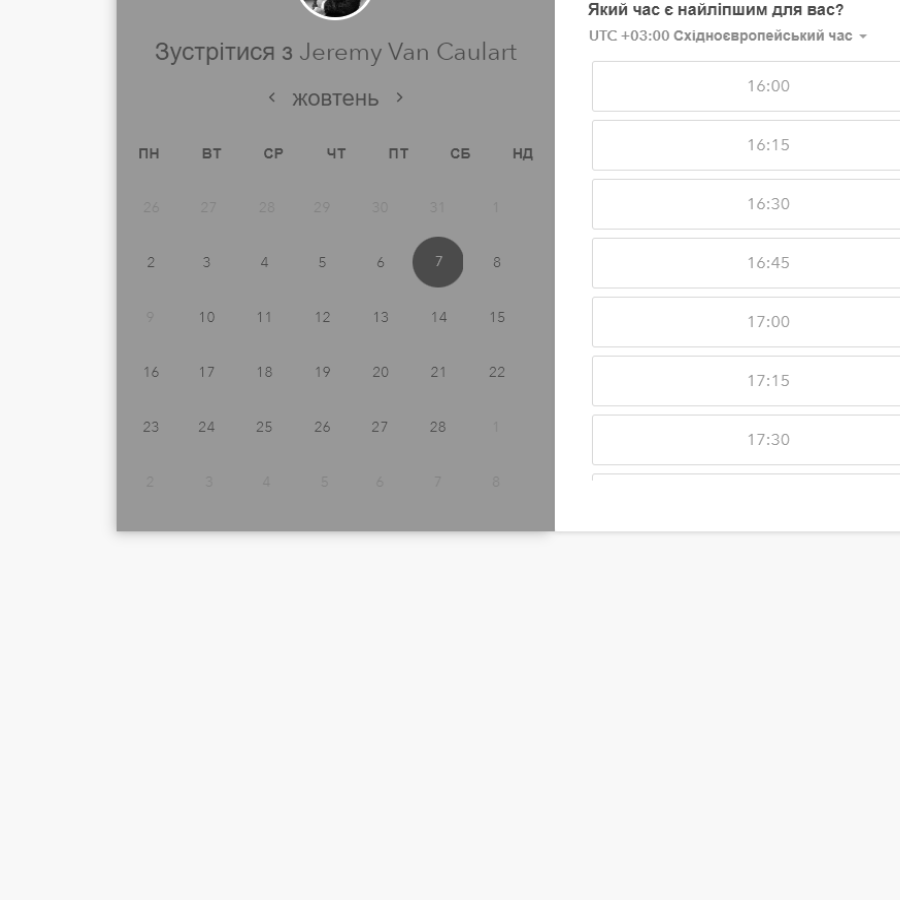 Зустрітися з Jeremy Van Caulart
жовтень
ПН ВТ СР ЧТ ПТ СБ НД
26 27 28 29 30 31 1
2 3 4 5 6 7 8
9 10 11 12 13 14 15
16 17 18 19 20 21 22
23 24 25 26 27 28 1
2 3 4 5 6 7 8
Який час є найліпшим для вас?
UTC +03:00 Східноєвропейський час
16:00
16:15
16:30
16:45
17:00
17:15
17:30